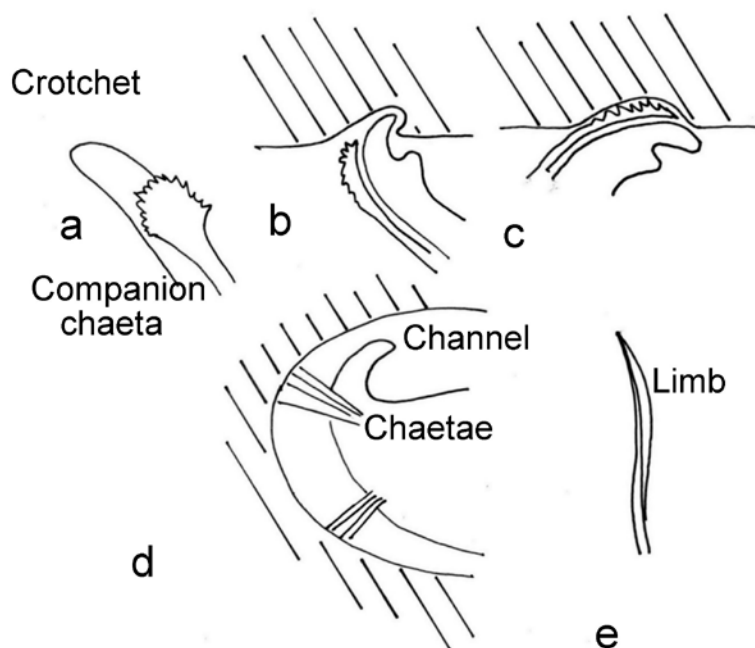 Crotchet
a
b
c
Companion
chaeta
Channel
Chaetae
Limb
d
e